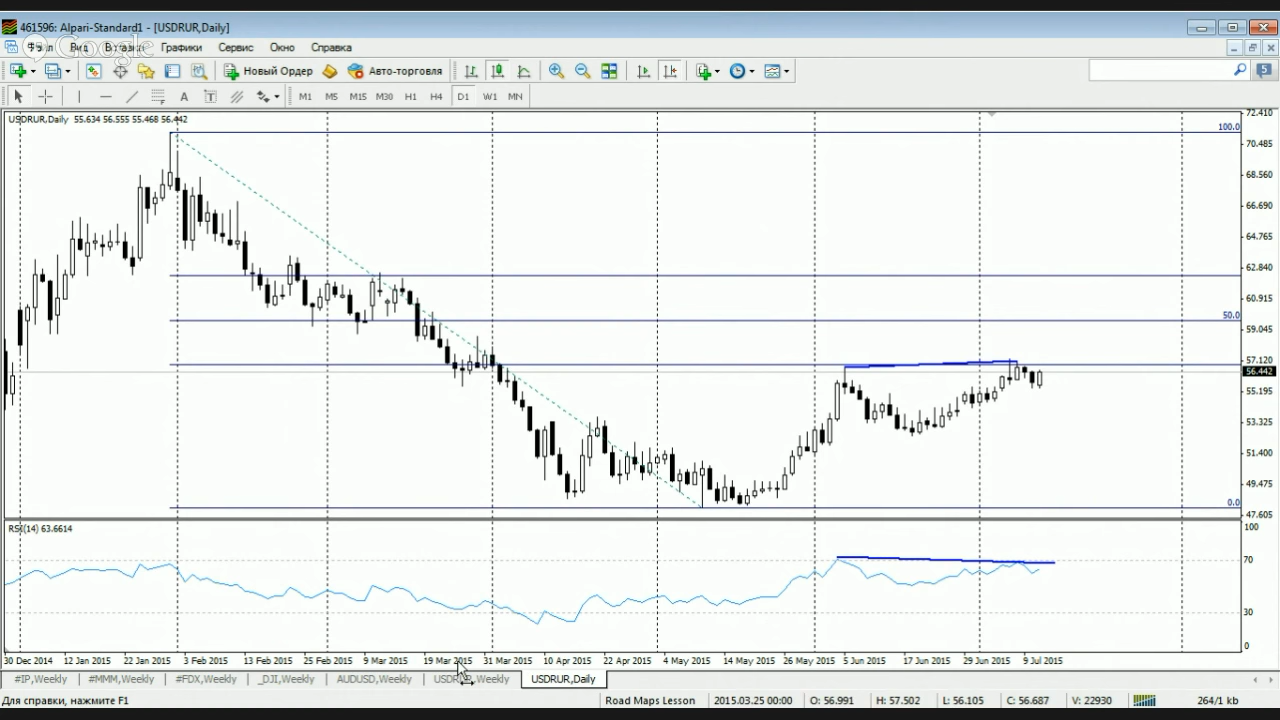 461596: Alpari-Standard1 - [USDRUR,Daily]
Файл Вид Вставка Графики Сервис Окно Справка
Google
Новый Ордер Авто-торговля
5
A T M1 M5 M15 M30 H1 H4 D1 W1 MN
USDRUR,Daily 55.634 56.555 55.468 56.442
72.410
100.0
70.485
68.560
66.690
64.765
62.840
60.915
50.0
59.045
57.120
56.442
55.195
53.325
51.400
49.475
0.0
47.605
RSI(14) 63.6614
100
70
30
0
30 Dec 2014 12 Jan 2015 22 Jan 2015 3 Feb 2015 13 Feb 2015 25 Feb 2015 9 Mar 2015 19 Mar 2015 31 Mar 2015 10 Apr 2015 22 Apr 2015 4 May 2015 14 May 2015 26 May 2015 5 Jun 2015 17 Jun 2015 29 Jun 2015 9 Jul 2015
#IP,Weekly #MMM,Weekly #FDX,Weekly _DJI,Weekly AUDUSD,Weekly USDRUR,Weekly USDRUR,Daily
Для справки, нажмите F1 Road Maps Lesson 2015.03.25 00:00 O: 56.991 H: 57.502 L: 56.105 C: 56.687 V: 22930 264/1 kb